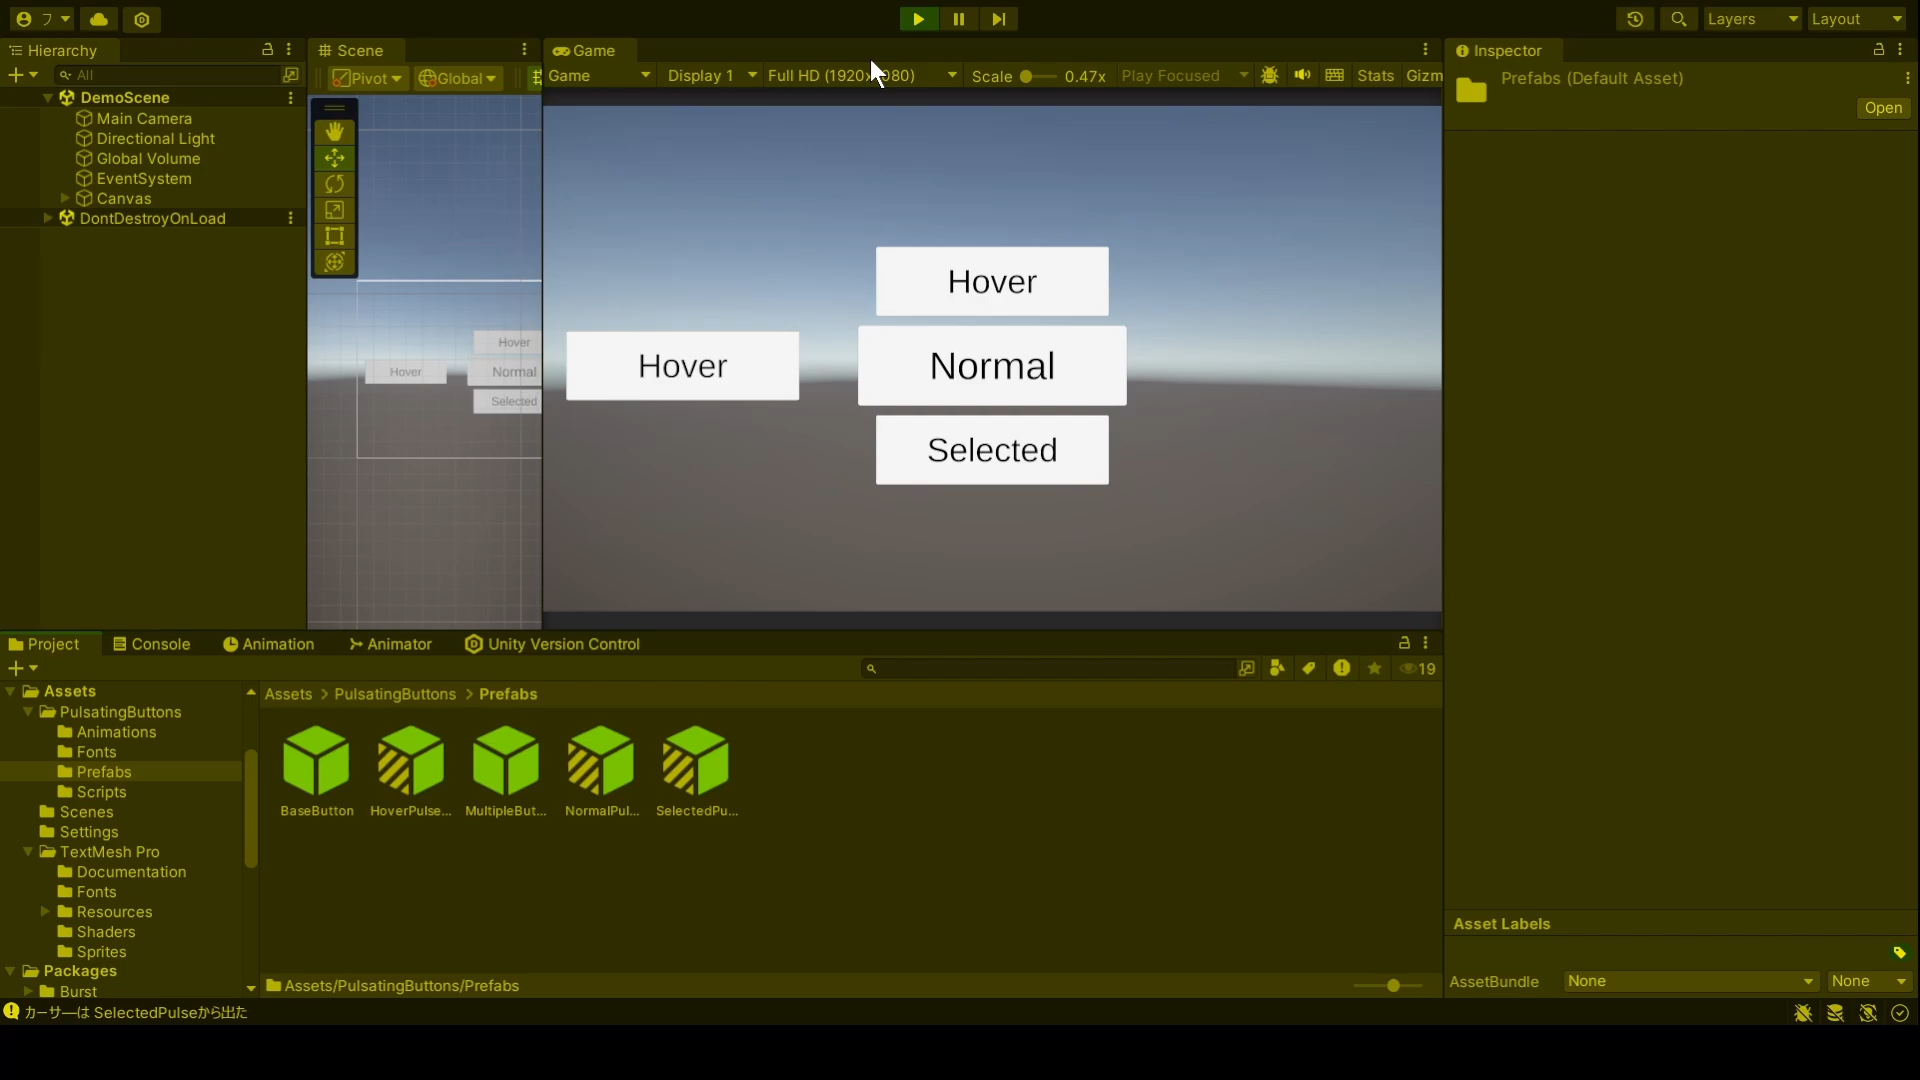 フ
Layers
Layout
Hierarchy
Scene
Game
Inspector
All
Pivot
Global
Game
Display 1
Full HD (1920x1080)
Scale
0.47x
Play Focused
Stats
Gizm
Prefabs (Default Asset)
Open
DemoScene
Main Camera
Directional Light
Global Volume
EventSystem
Canvas
DontDestroyOnLoad
Hover
Hover
Normal
Selected
Hover
Hover
Normal
Selected
Project
Console
Animation
Animator
Unity Version Control
19
Assets
PulsatingButtons
Animations
Fonts
Prefabs
Scripts
Scenes
Settings
TextMesh Pro
Documentation
Fonts
Resources
Shaders
Sprites
Packages
Burst
Assets > PulsatingButtons > Prefabs
BaseButton
HoverPulse...
MultipleBut...
NormalPul...
SelectedPu...
Assets/PulsatingButtons/Prefabs
Asset Labels
AssetBundle
None
None
カーサーは SelectedPulseから出た